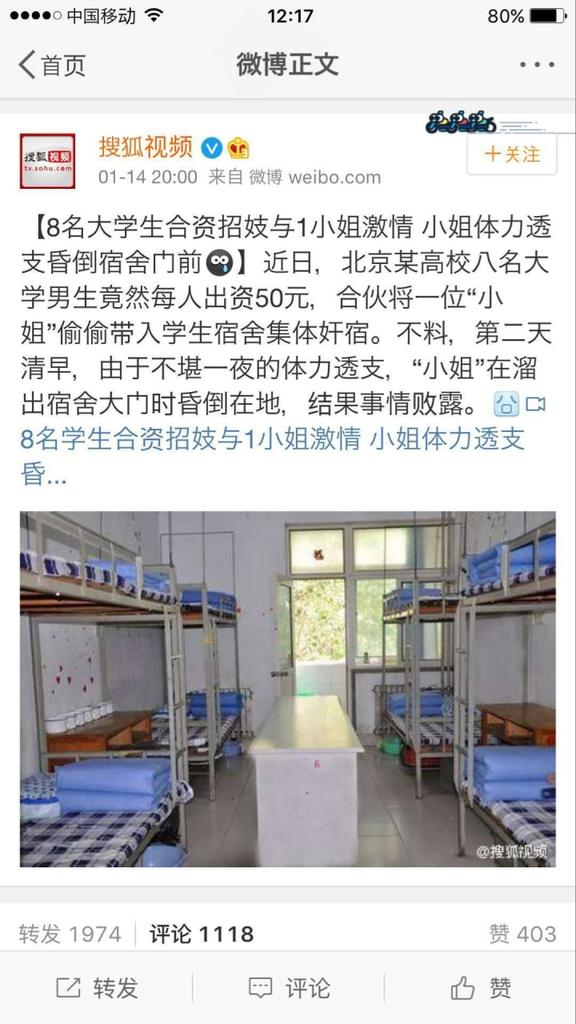 中国移动 12:17 80%
首页 微博正文
搜狐视频 tv.sohu.com
搜狐视频 V
+关注
01-14 20:00 来自 微博 weibo.com
【8名大学生合资招妓与1小姐激情 小姐体力透
支昏倒宿舍门前】近日，北京某高校八名大
学男生竟然每人出资50元，合伙将一位“小
姐”偷偷带入学生宿舍集体奸宿。不料，第二天
清早，由于不堪一夜的体力透支，“小姐”在溜
出宿舍大门时昏倒在地，结果事情败露。
8名学生合资招妓与1小姐激情 小姐体力透支
昏...
@搜狐视频
转发 1974 评论 1118 赞 403
转发 评论 赞